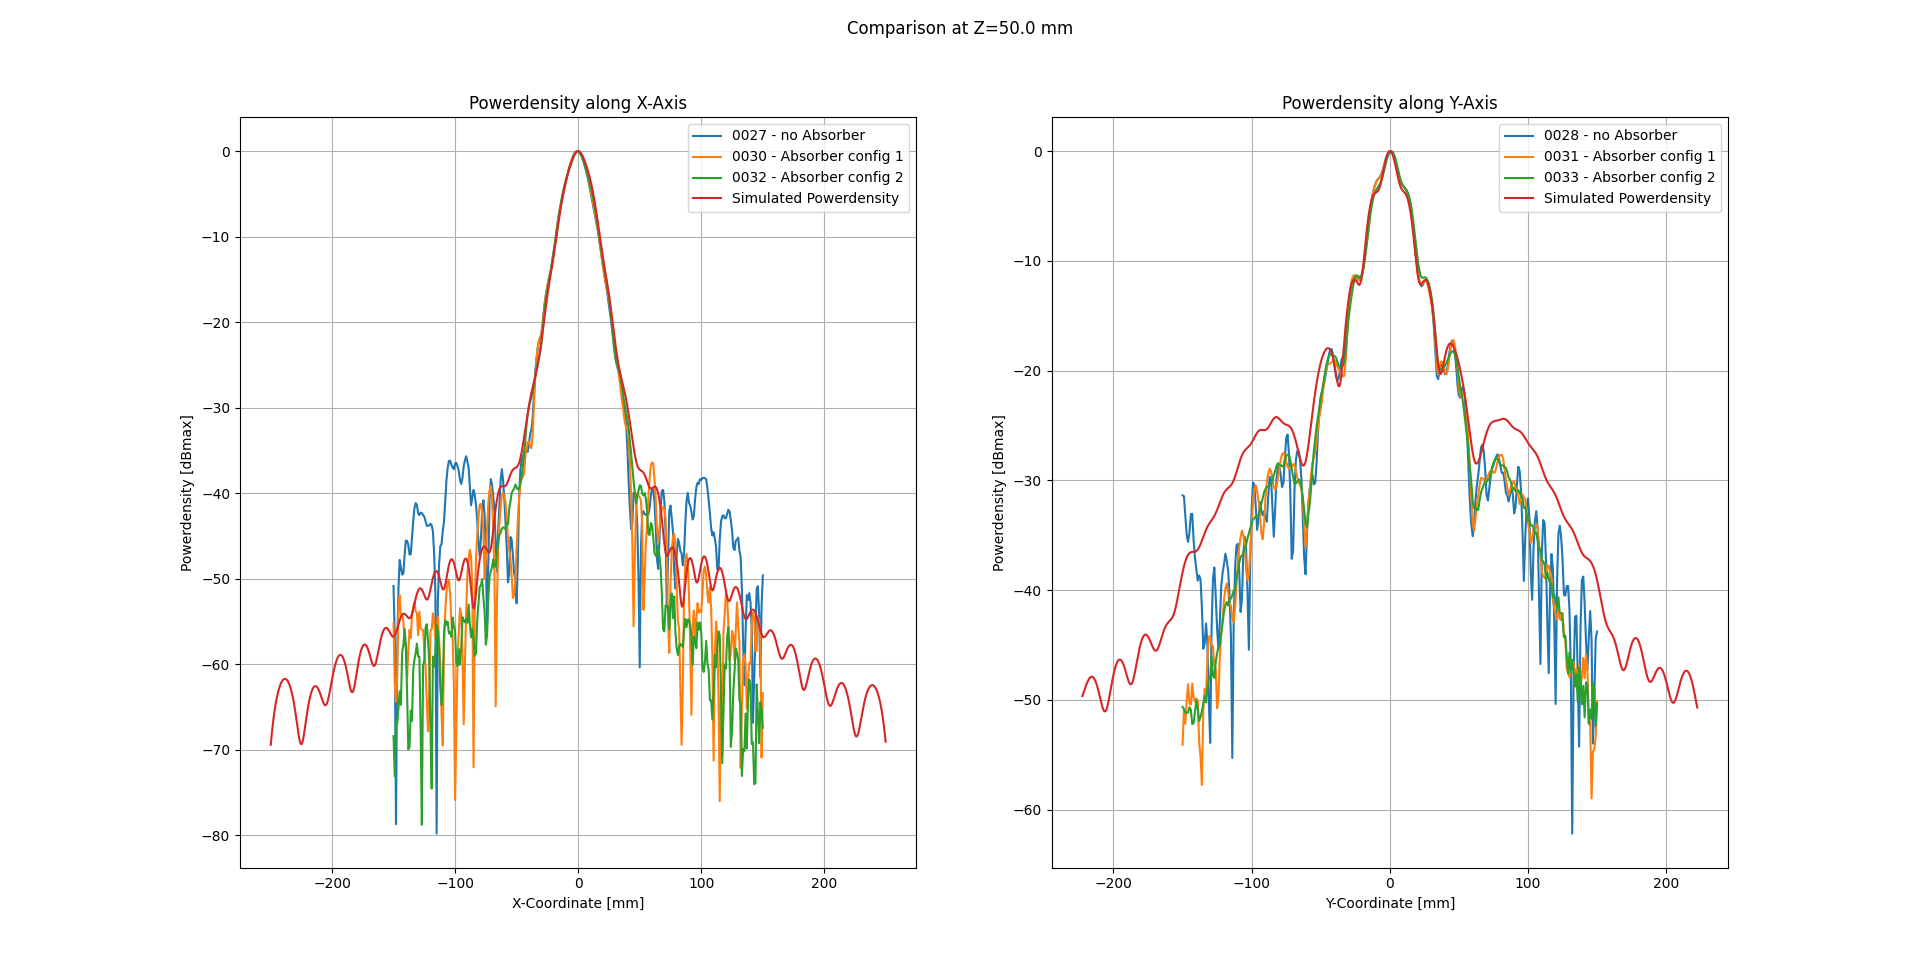 Comparison at Z=50.0 mm
Powerdensity along X-Axis
0027 - no Absorber
0030 - Absorber config 1
0032 - Absorber config 2
Simulated Powerdensity
0
−10
−20
−30
−40
−50
−60
−70
−80
Powerdensity [dBmax]
−200
−100
0
100
200
X-Coordinate [mm]
Powerdensity along Y-Axis
0028 - no Absorber
0031 - Absorber config 1
0033 - Absorber config 2
Simulated Powerdensity
0
−10
−20
−30
−40
−50
−60
Powerdensity [dBmax]
−200
−100
0
100
200
Y-Coordinate [mm]